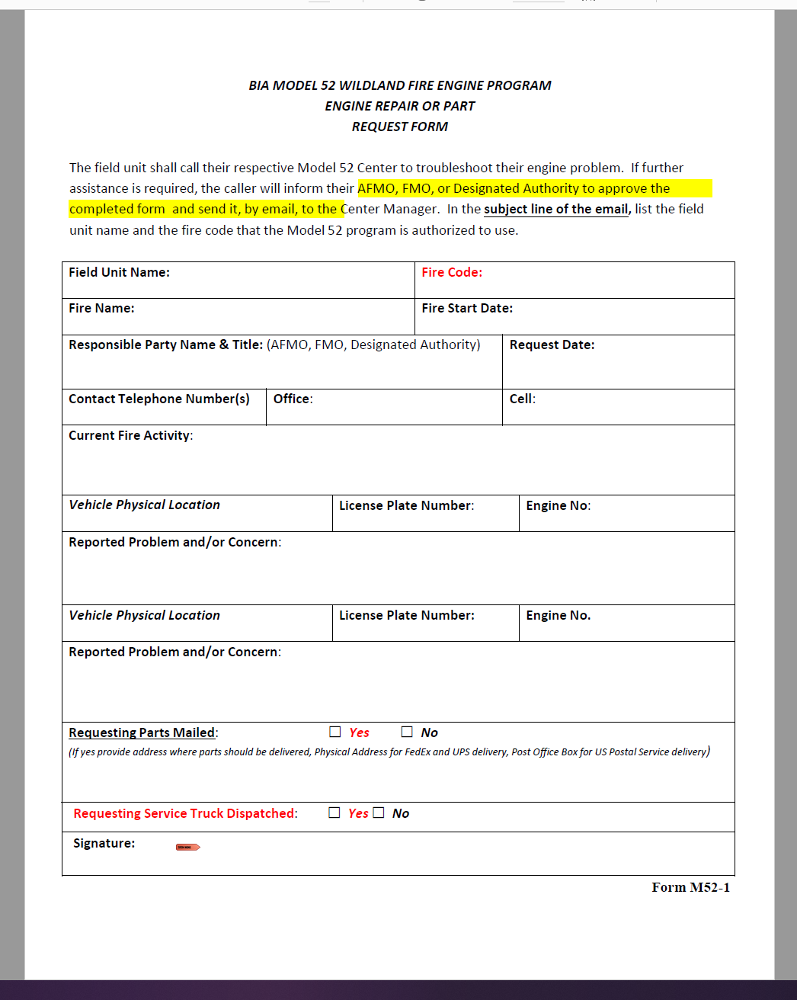 BIA MODEL 52 WILDLAND FIRE ENGINE PROGRAM
ENGINE REPAIR OR PART
REQUEST FORM
The field unit shall call their respective Model 52 Center to troubleshoot their engine problem.  If further
assistance is required, the caller will inform their AFMO, FMO, or Designated Authority to approve the
completed form  and send it, by email, to the Center Manager.  In the subject line of the email, list the field
unit name and the fire code that the Model 52 program is authorized to use.
Field Unit Name: Fire Code:
Fire Name: Fire Start Date:
Responsible Party Name & Title: (AFMO, FMO, Designated Authority) Request Date:
Contact Telephone Number(s) Office: Cell:
Current Fire Activity:
Vehicle Physical Location License Plate Number: Engine No:
Reported Problem and/or Concern:
Vehicle Physical Location License Plate Number: Engine No.
Reported Problem and/or Concern:
Requesting Parts Mailed: ☐ Yes ☐ No
(If yes provide address where parts should be delivered, Physical Address for FedEx and UPS delivery, Post Office Box for US Postal Service delivery)
Requesting Service Truck Dispatched: ☐ Yes ☐ No
Signature:
Form M52-1